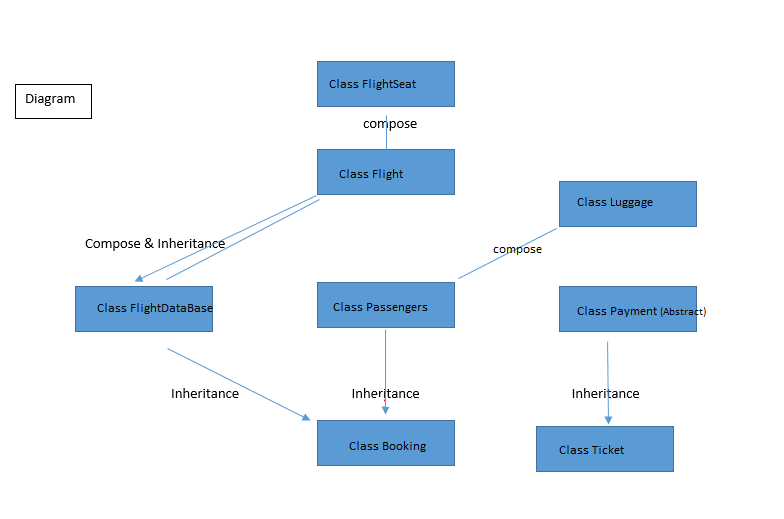 Class FlightSeat
Diagram
compose
Class Flight
Class Luggage
Compose & Inheritance
compose
Class FlightDataBase
Class Passengers
Class Payment (Abstract)
Inheritance
Inheritance
Inheritance
Class Booking
Class Ticket